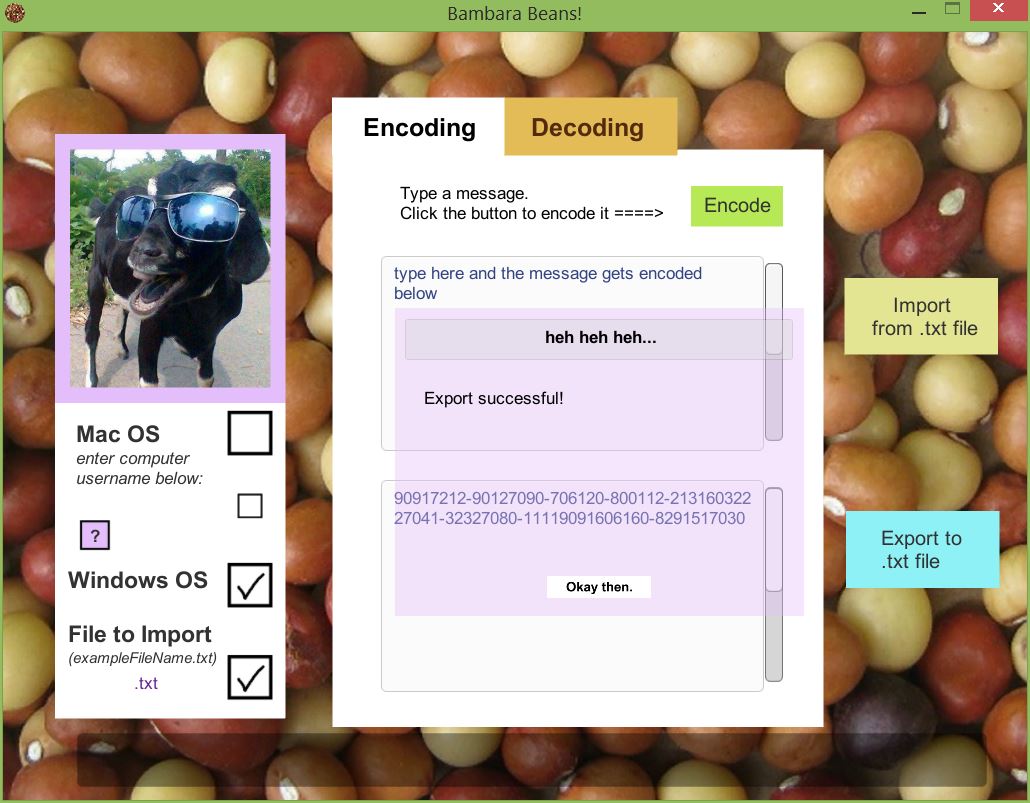 Bambara Beans!
Encoding
Decoding
Type a message.
Click the button to encode it ====>
Encode
type here and the message gets encoded
below
heh heh heh...
Export successful!
90917212-90127090-706120-800112-213160322
27041-32327080-11119091606160-8291517030
Okay then.
Mac OS
enter computer
username below:
?
Windows OS
File to Import
(exampleFileName.txt)
.txt
Import
from .txt file
Export to
.txt file